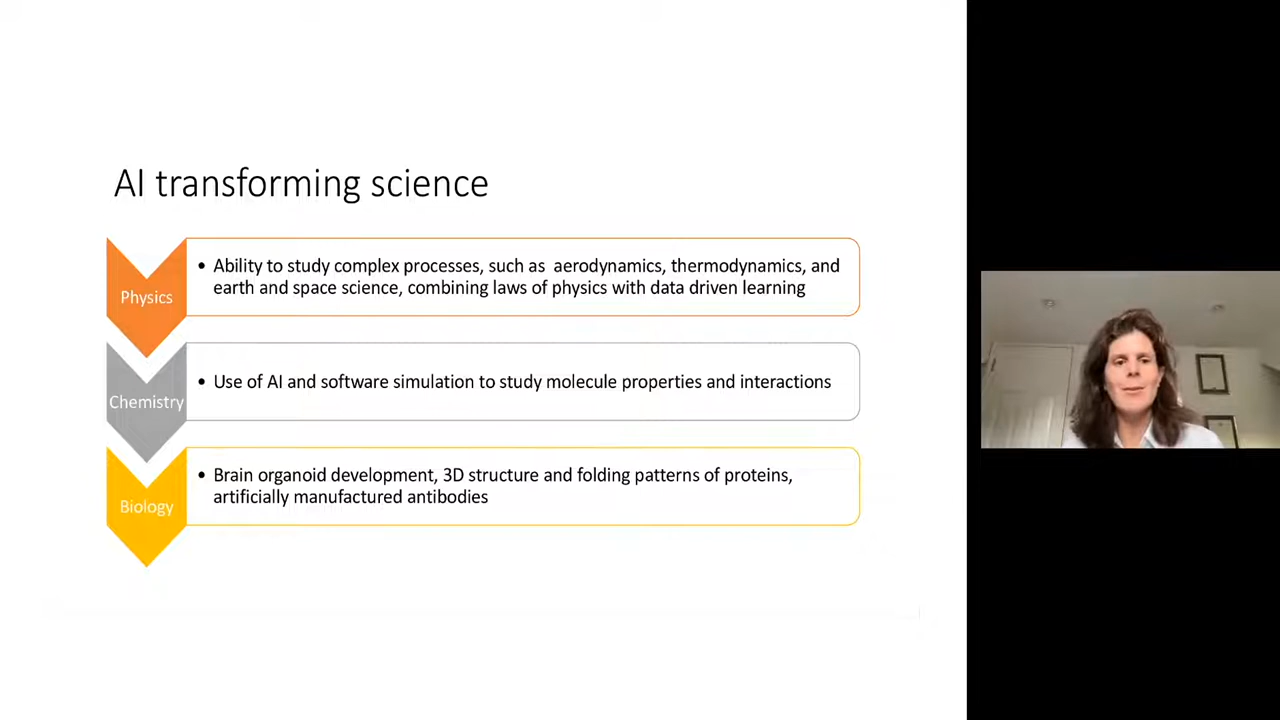 AI transforming science
Physics
• Ability to study complex processes, such as  aerodynamics, thermodynamics, and
earth and space science, combining laws of physics with data driven learning
Chemistry
• Use of AI and software simulation to study molecule properties and interactions
Biology
• Brain organoid development, 3D structure and folding patterns of proteins,
artificially manufactured antibodies